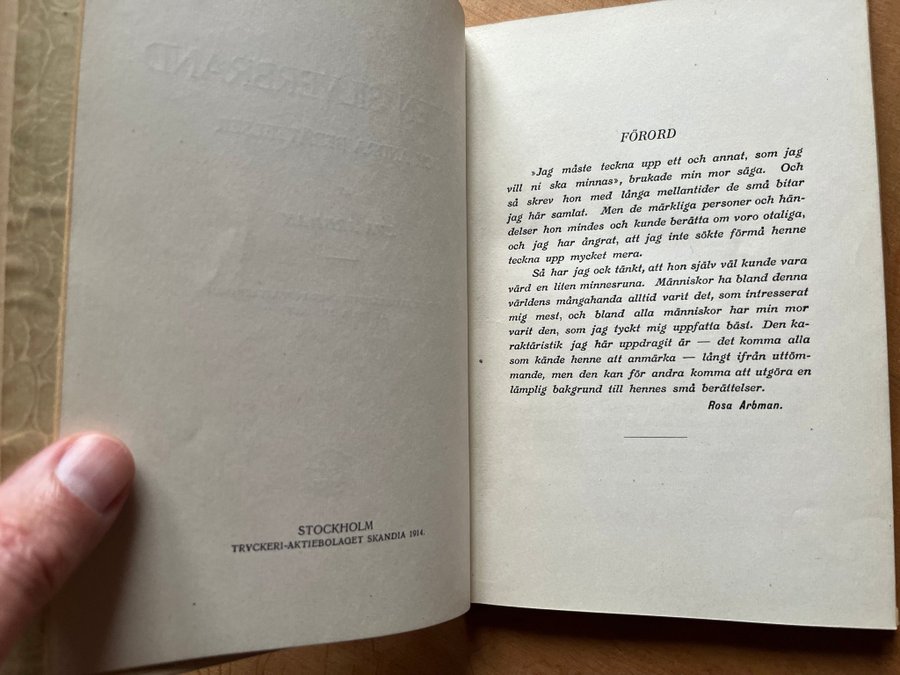 STOCKHOLM
TRYCKERI-AKTIEBOLAGET SKANDIA 1914.
FÖRORD
»Jag måste teckna upp ett och annat, som jag
vill ni ska minnas», brukade min mor säga. Och
så skrev hon med långa mellantider de små bitar
jag här samlat. Men de märkliga personer och hän-
delser hon mindes och kunde berätta om voro otaliga,
och jag har ångrat, att jag inte sökte förmå henne
teckna upp mycket mera.
Så har jag ock tänkt, att hon själv väl kunde vara
värd en liten minnesruna. Människor ha bland denna
världens mångahanda alltid varit det, som intresserat
mig mest, och bland alla människor har min mor
varit den, som jag tyckt mig uppfatta bäst. Den ka-
raktäristik jag här uppdragit är — det komma alla
som kände henne att anmärka — långt ifrån uttöm-
mande, men den kan för andra komma att utgöra en
lämplig bakgrund till hennes små berättelser.
Rosa Arbman.